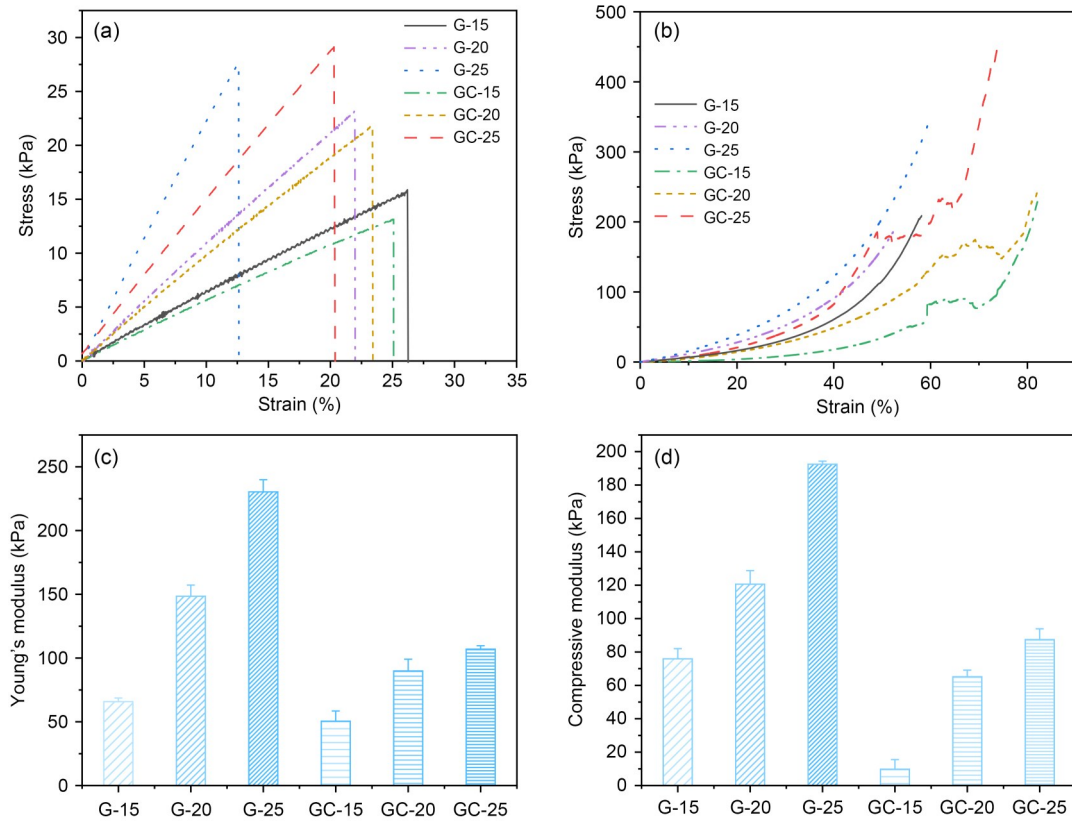 (a)
G-15
G-20
G-25
GC-15
GC-20
GC-25
30
25
20
15
10
5
0
Stress (kPa)
0 5 10 15 20 25 30 35
Strain (%)
(b)
G-15
G-20
G-25
GC-15
GC-20
GC-25
500
400
300
200
100
0
Stress (kPa)
0 20 40 60 80
Strain (%)
(c)
250
200
150
100
50
0
Young's modulus (kPa)
G-15 G-20 G-25 GC-15 GC-20 GC-25
(d)
200
180
160
140
120
100
80
60
40
20
0
Compressive modulus (kPa)
G-15 G-20 G-25 GC-15 GC-20 GC-25